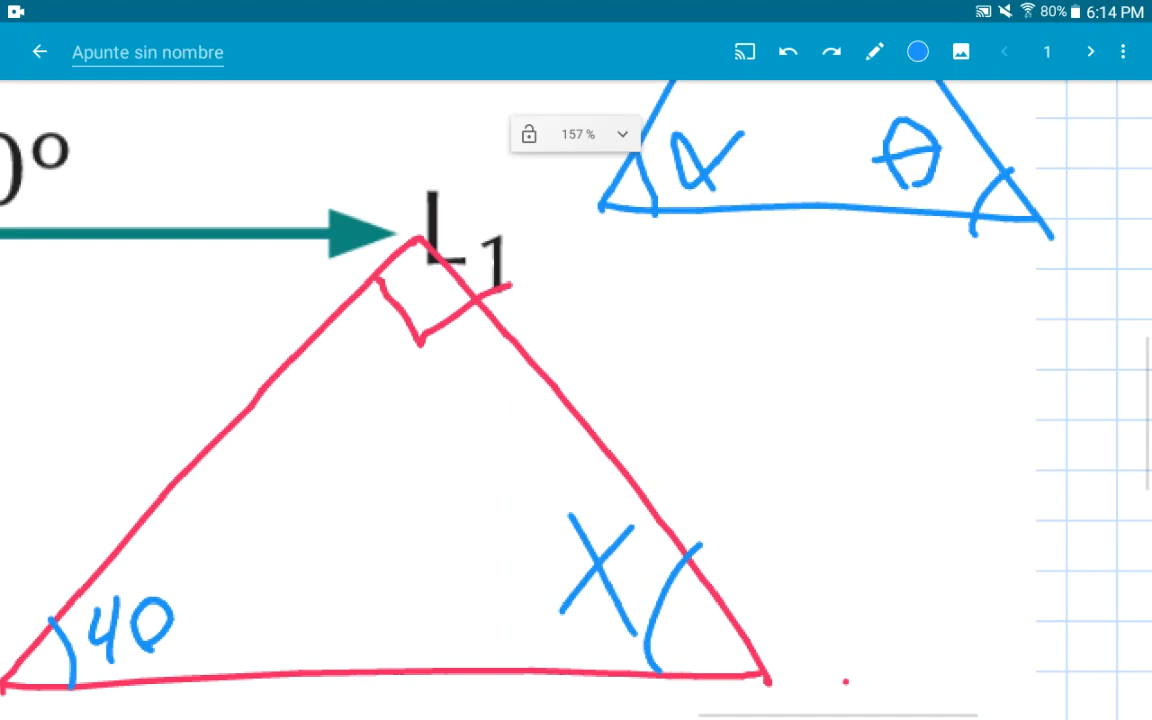 80% 6:14 PM
Apunte sin nombre
1
157 %
0°
α θ
L1
X
40